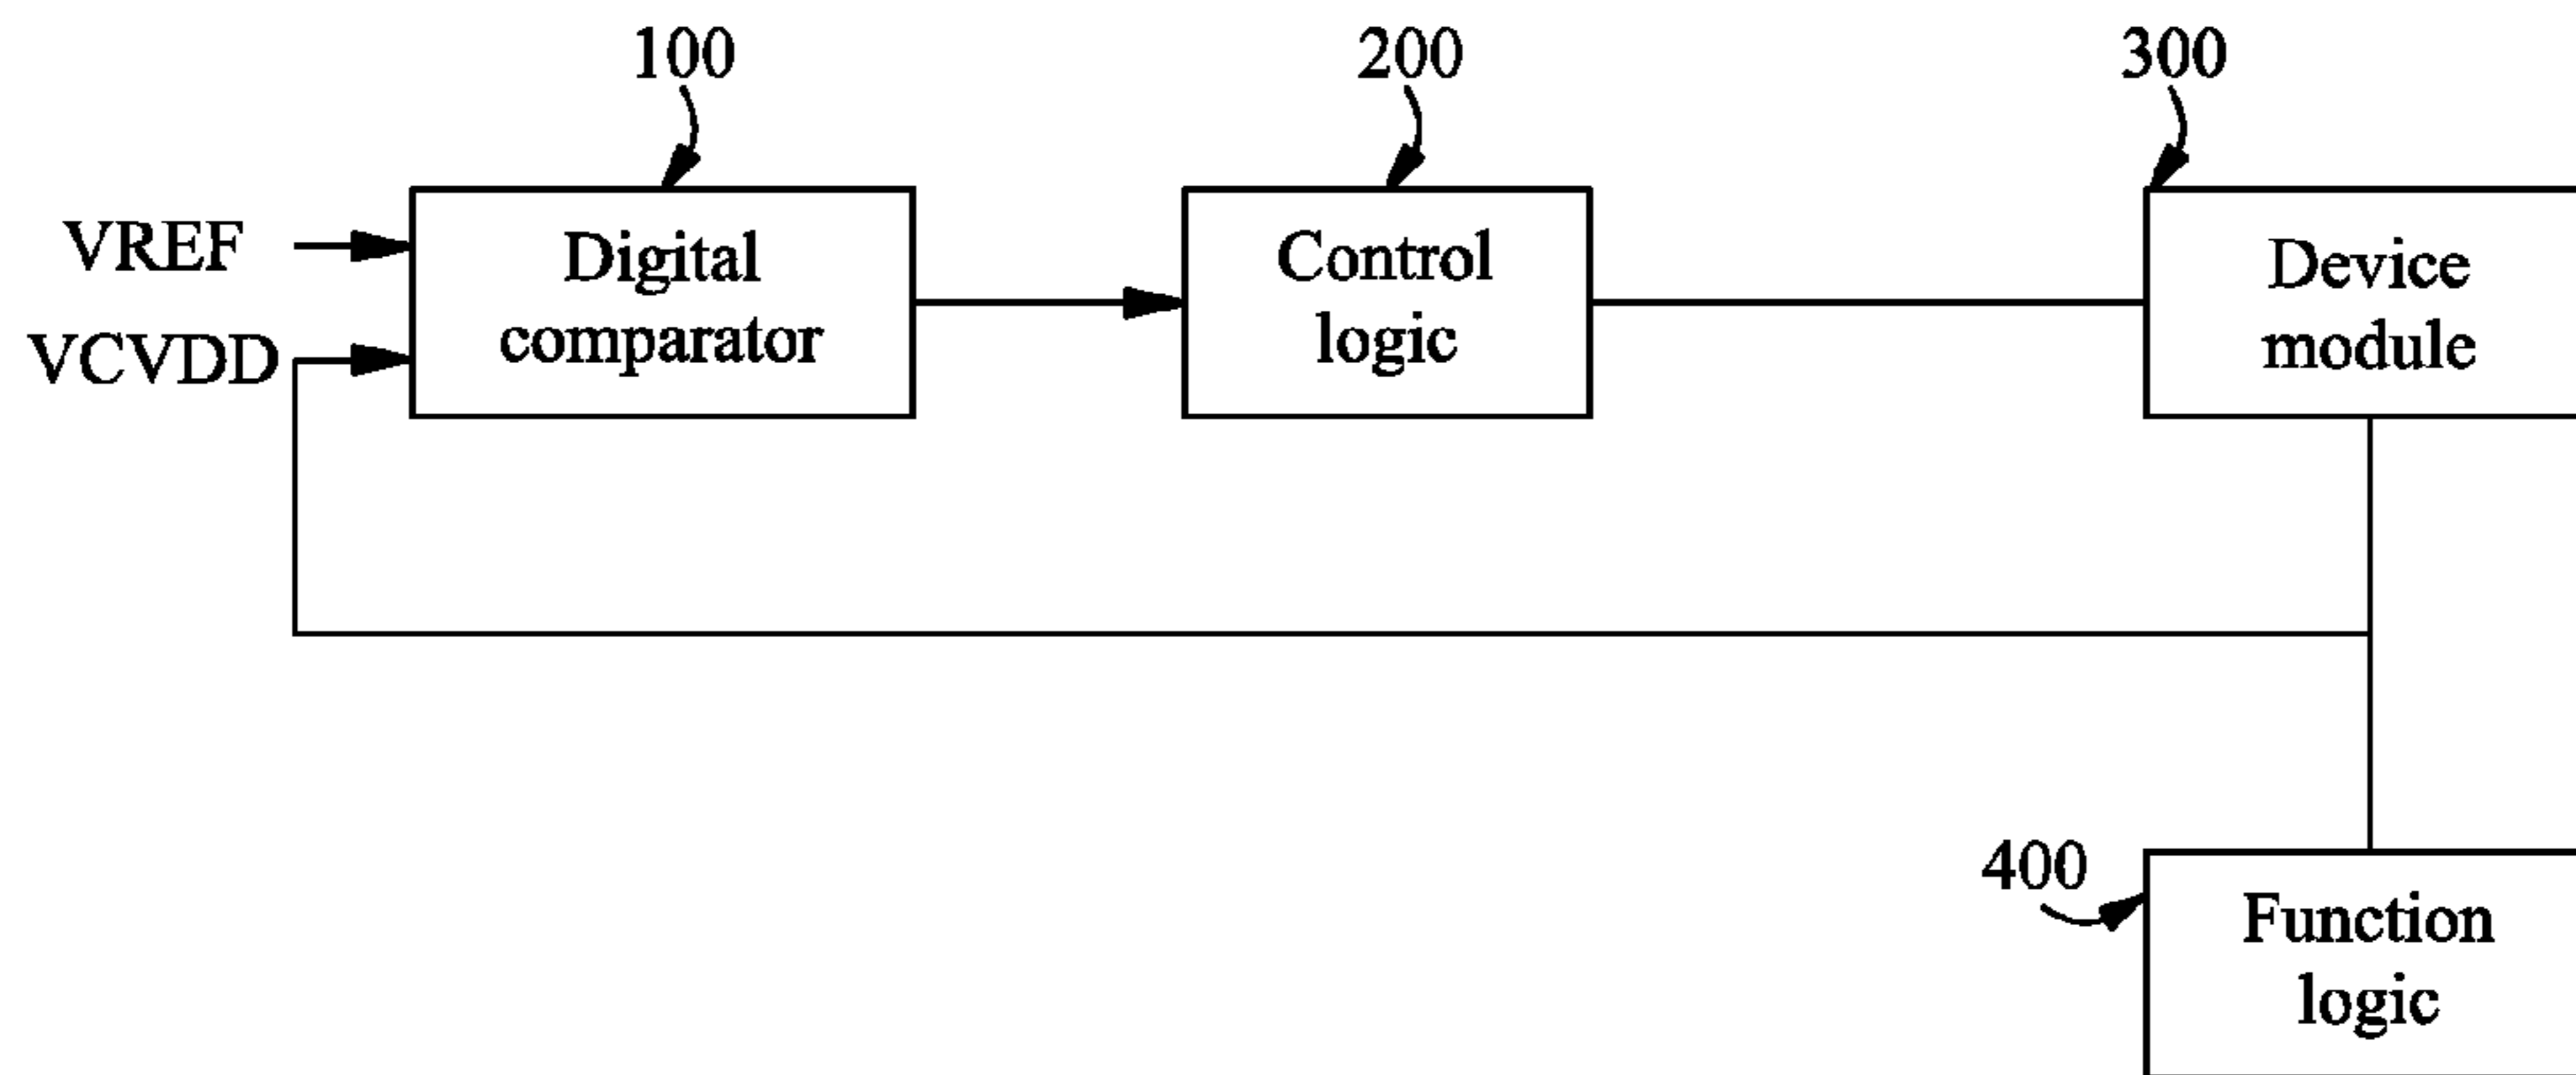 100
200
300
VREF
VCVDD
Digital
comparator
Control
logic
Device
module
400
Function
logic